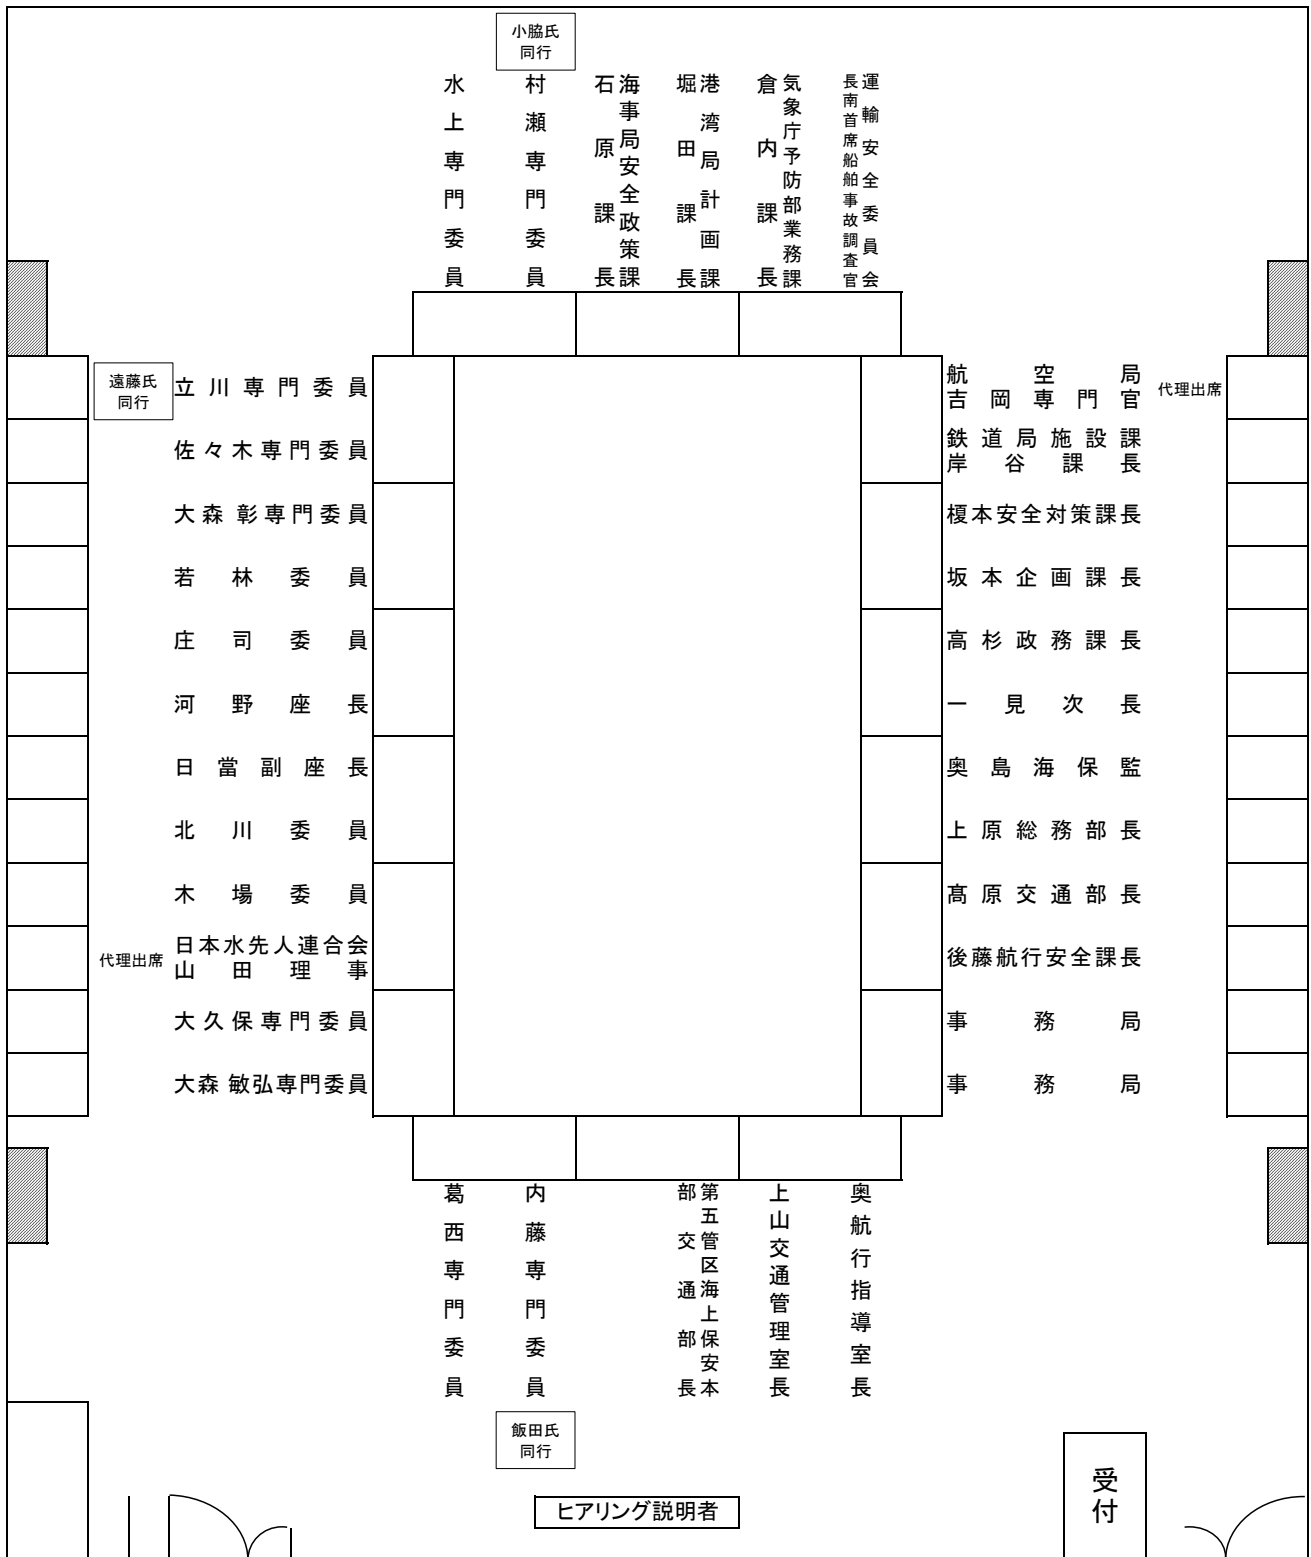 小脇氏
同行
水上専門委員
村瀬専門委員
海事局安全政策課
石原課長
港湾局計画課
堀田課長
気象庁予防部業務課
倉内課長
運輸安全委員会
長南首席船舶事故調査官
遠藤氏
同行
立川専門委員
佐々木専門委員
大森 彰専門委員
若林委員
庄司委員
河野座長
日當副座長
北川委員
木場委員
代理出席
日本水先人連合会
山田理事
大久保専門委員
大森 敏弘専門委員
航空局
吉岡専門官
代理出席
鉄道局施設課
岸谷課長
榎本安全対策課長
坂本企画課長
高杉政務課長
一見次長
奥島海保監
上原総務部長
髙原交通部長
後藤航行安全課長
事務局
事務局
葛西専門委員
内藤専門委員
第五管区海上保安本
部交通部長
上山交通管理室長
奥航行指導室長
飯田氏
同行
ヒアリング説明者
受付